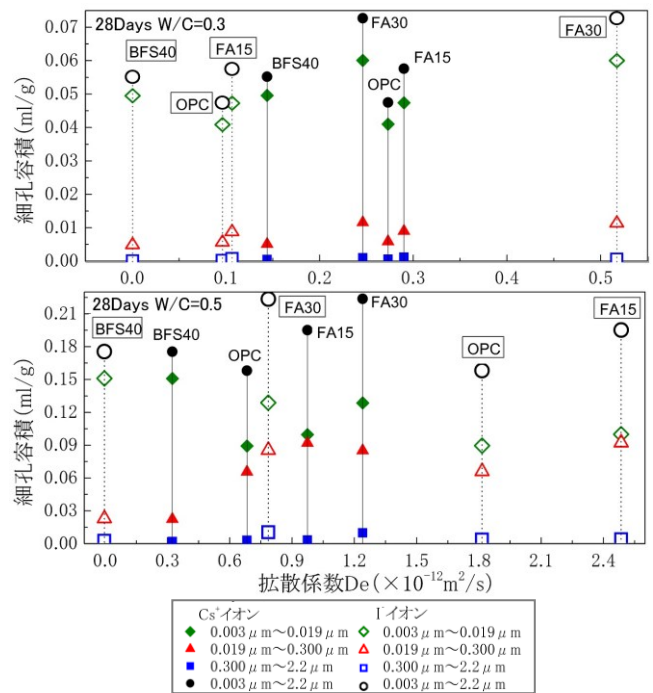 28Days W/C=0.3
細孔容積(ml/g)
0.07
0.06
0.05
0.04
0.03
0.02
0.01
0.00
BFS40
OPC
FA15
BFS40
FA30
OPC
FA15
FA30
0.0 0.1 0.2 0.3 0.4 0.5
28Days W/C=0.5
細孔容積(ml/g)
0.21
0.18
0.15
0.12
0.09
0.06
0.03
0.00
BFS40
BFS40
OPC
FA30
FA15
FA30
OPC
FA15
0.0 0.3 0.6 0.9 1.2 1.5 1.8 2.1 2.4
拡散係数De(×10⁻¹²m²/s)
Cs⁺イオン I⁻イオン
0.003μm～0.019μm 0.003μm～0.019μm
0.019μm～0.300μm 0.019μm～0.300μm
0.300μm～2.2μm 0.300μm～2.2μm
0.003μm～2.2μm 0.003μm～2.2μm